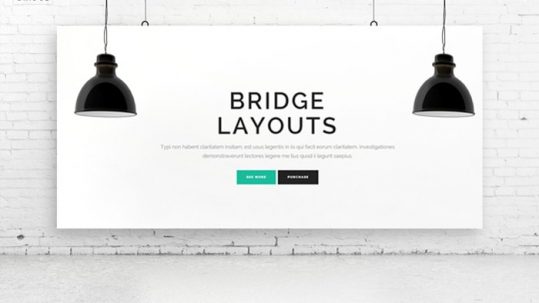 BRIDGE
LAYOUTS
Typi non habent claritatem insitam est usus legentis in iis qui facit eorum claritatem. Investigationes
demonstraverunt lectores legere me lius quod ii legunt saepius.
SEE MORE
PURCHASE